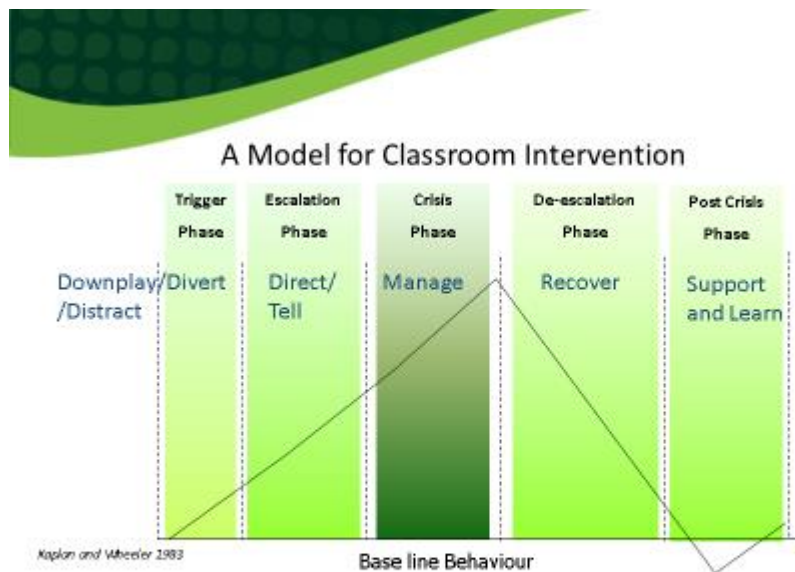 A Model for Classroom Intervention
Trigger
Phase
Escalation
Phase
Crisis
Phase
De-escalation
Phase
Post Crisis
Phase
Downplay/Divert
/Distract
Direct/
Tell
Manage
Recover
Support
and Learn
Kaplan and Wheeler 1983
Base line Behaviour